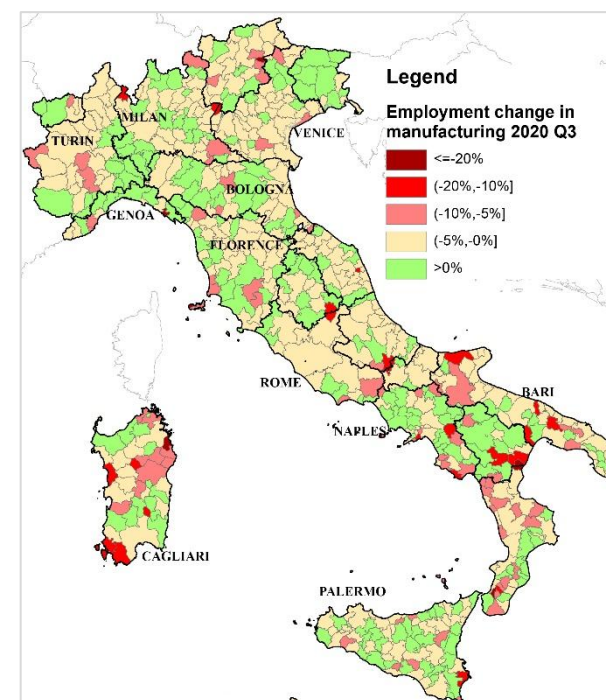 Legend
Employment change in
manufacturing 2020 Q3
<=-20%
(-20%,-10%]
(-10%,-5%]
(-5%,-0%]
>0%
MILAN
TURIN
VENICE
BOLOGNA
GENOA
FLORENCE
ROME
BARI
NAPLES
CAGLIARI
PALERMO